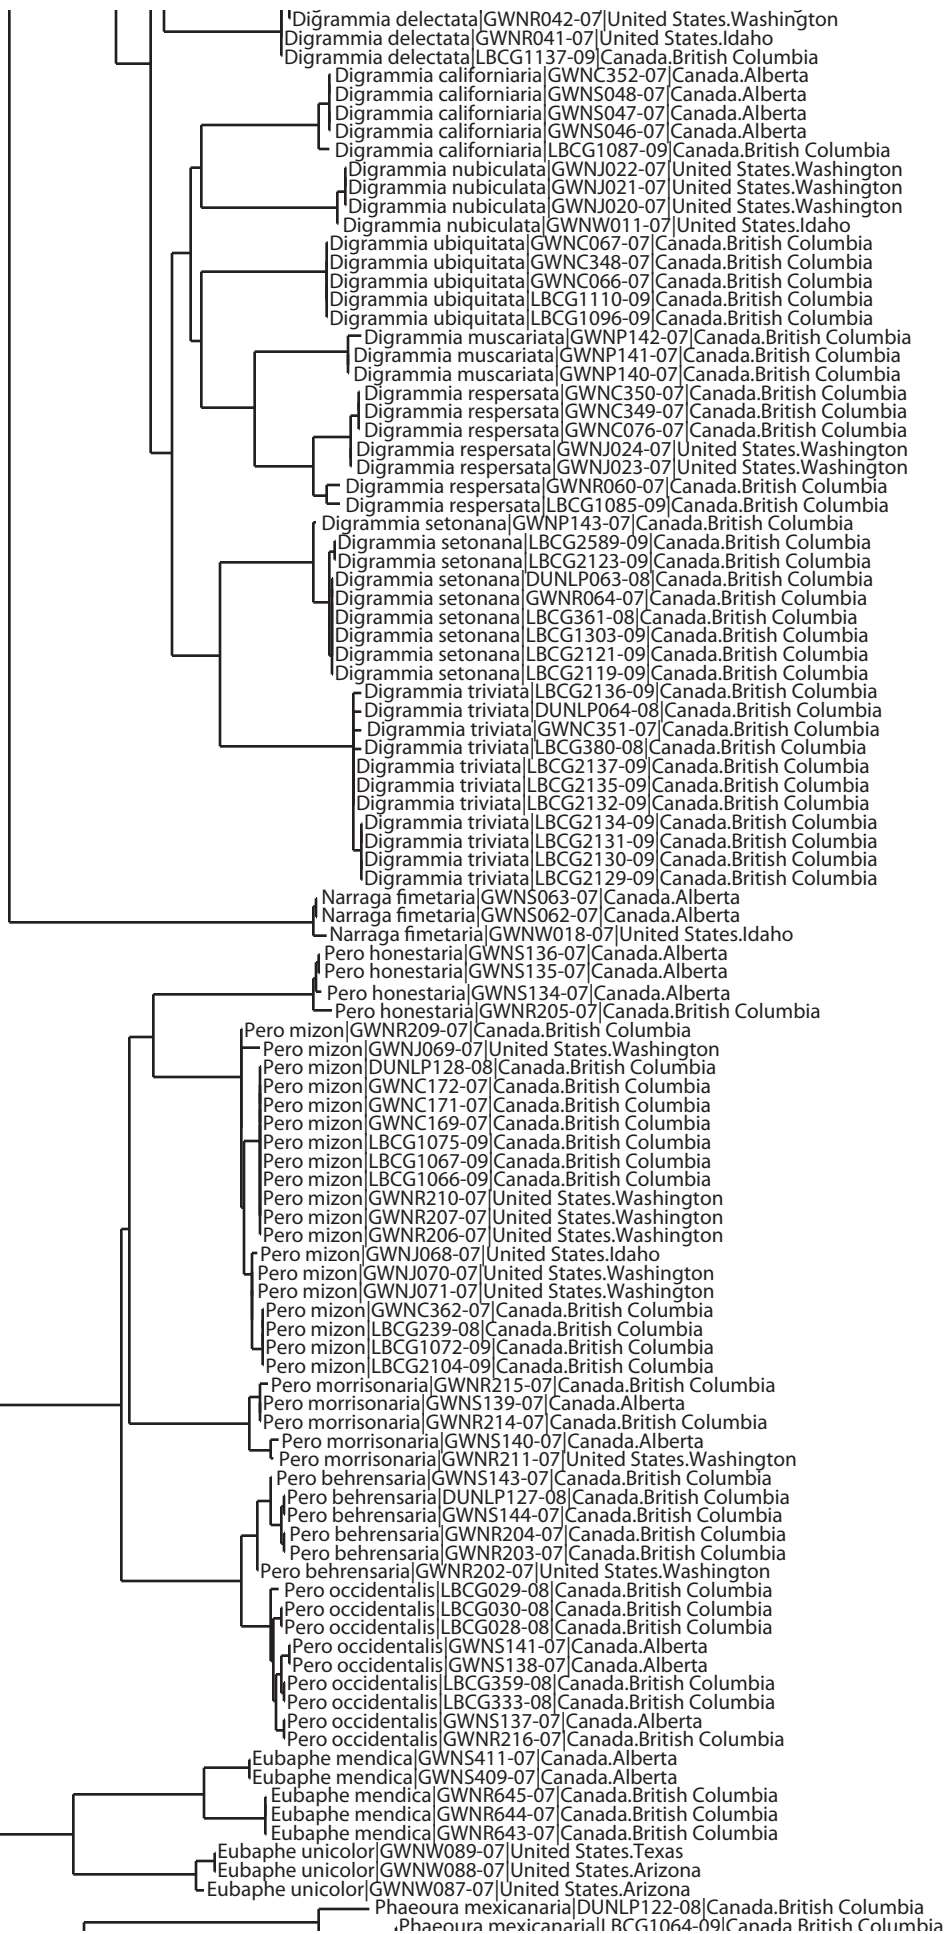 Digrammia delectata|GWNR042-07|United States.Washington
Digrammia delectata|GWNR041-07|United States.Idaho
Digrammia delectata|LBCG1137-09|Canada.British Columbia
Digrammia californiaria|GWNC352-07|Canada.Alberta
Digrammia californiaria|GWNS048-07|Canada.Alberta
Digrammia californiaria|GWNS047-07|Canada.Alberta
Digrammia californiaria|GWNS046-07|Canada.Alberta
Digrammia californiaria|LBCG1087-09|Canada.British Columbia
Digrammia nubiculata|GWNJ022-07|United States.Washington
Digrammia nubiculata|GWNJ021-07|United States.Washington
Digrammia nubiculata|GWNJ020-07|United States.Washington
Digrammia nubiculata|GWNW011-07|United States.Idaho
Digrammia ubiquitata|GWNC067-07|Canada.British Columbia
Digrammia ubiquitata|GWNC348-07|Canada.British Columbia
Digrammia ubiquitata|GWNC066-07|Canada.British Columbia
Digrammia ubiquitata|LBCG1110-09|Canada.British Columbia
Digrammia ubiquitata|LBCG1096-09|Canada.British Columbia
Digrammia muscariata|GWNP142-07|Canada.British Columbia
Digrammia muscariata|GWNP141-07|Canada.British Columbia
Digrammia muscariata|GWNP140-07|Canada.British Columbia
Digrammia respersata|GWNC350-07|Canada.British Columbia
Digrammia respersata|GWNC349-07|Canada.British Columbia
Digrammia respersata|GWNC076-07|Canada.British Columbia
Digrammia respersata|GWNJ024-07|United States.Washington
Digrammia respersata|GWNJ023-07|United States.Washington
Digrammia respersata|GWNR060-07|Canada.British Columbia
Digrammia respersata|LBCG1085-09|Canada.British Columbia
Digrammia setonana|GWNP143-07|Canada.British Columbia
Digrammia setonana|LBCG2589-09|Canada.British Columbia
Digrammia setonana|LBCG2123-09|Canada.British Columbia
Digrammia setonana|DUNLP063-08|Canada.British Columbia
Digrammia setonana|GWNR064-07|Canada.British Columbia
Digrammia setonana|LBCG361-08|Canada.British Columbia
Digrammia setonana|LBCG1303-09|Canada.British Columbia
Digrammia setonana|LBCG2121-09|Canada.British Columbia
Digrammia setonana|LBCG2119-09|Canada.British Columbia
Digrammia triviata|LBCG2136-09|Canada.British Columbia
Digrammia triviata|DUNLP064-08|Canada.British Columbia
Digrammia triviata|GWNC351-07|Canada.British Columbia
Digrammia triviata|LBCG380-08|Canada.British Columbia
Digrammia triviata|LBCG2137-09|Canada.British Columbia
Digrammia triviata|LBCG2135-09|Canada.British Columbia
Digrammia triviata|LBCG2132-09|Canada.British Columbia
Digrammia triviata|LBCG2134-09|Canada.British Columbia
Digrammia triviata|LBCG2131-09|Canada.British Columbia
Digrammia triviata|LBCG2130-09|Canada.British Columbia
Digrammia triviata|LBCG2129-09|Canada.British Columbia
Narraga fimetaria|GWNS063-07|Canada.Alberta
Narraga fimetaria|GWNS062-07|Canada.Alberta
Narraga fimetaria|GWNW018-07|United States.Idaho
Pero honestaria|GWNS136-07|Canada.Alberta
Pero honestaria|GWNS135-07|Canada.Alberta
Pero honestaria|GWNS134-07|Canada.Alberta
Pero honestaria|GWNR205-07|Canada.British Columbia
Pero mizon|GWNR209-07|Canada.British Columbia
Pero mizon|GWNJ069-07|United States.Washington
Pero mizon|DUNLP128-08|Canada.British Columbia
Pero mizon|GWNC172-07|Canada.British Columbia
Pero mizon|GWNC171-07|Canada.British Columbia
Pero mizon|GWNC169-07|Canada.British Columbia
Pero mizon|LBCG1075-09|Canada.British Columbia
Pero mizon|LBCG1067-09|Canada.British Columbia
Pero mizon|LBCG1066-09|Canada.British Columbia
Pero mizon|GWNR210-07|United States.Washington
Pero mizon|GWNR207-07|United States.Washington
Pero mizon|GWNR206-07|United States.Washington
Pero mizon|GWNJ068-07|United States.Idaho
Pero mizon|GWNJ070-07|United States.Washington
Pero mizon|GWNJ071-07|United States.Washington
Pero mizon|GWNC362-07|Canada.British Columbia
Pero mizon|LBCG239-08|Canada.British Columbia
Pero mizon|LBCG1072-09|Canada.British Columbia
Pero mizon|LBCG2104-09|Canada.British Columbia
Pero morrisonaria|GWNR215-07|Canada.British Columbia
Pero morrisonaria|GWNS139-07|Canada.Alberta
Pero morrisonaria|GWNR214-07|Canada.British Columbia
Pero morrisonaria|GWNS140-07|Canada.Alberta
Pero morrisonaria|GWNR211-07|United States.Washington
Pero behrensaria|GWNS143-07|Canada.British Columbia
Pero behrensaria|DUNLP127-08|Canada.British Columbia
Pero behrensaria|GWNS144-07|Canada.British Columbia
Pero behrensaria|GWNR204-07|Canada.British Columbia
Pero behrensaria|GWNR203-07|Canada.British Columbia
Pero behrensaria|GWNR202-07|United States.Washington
Pero occidentalis|LBCG029-08|Canada.British Columbia
Pero occidentalis|LBCG030-08|Canada.British Columbia
Pero occidentalis|LBCG028-08|Canada.British Columbia
Pero occidentalis|GWNS141-07|Canada.Alberta
Pero occidentalis|GWNS138-07|Canada.Alberta
Pero occidentalis|LBCG359-08|Canada.British Columbia
Pero occidentalis|LBCG333-08|Canada.British Columbia
Pero occidentalis|GWNS137-07|Canada.Alberta
Pero occidentalis|GWNR216-07|Canada.British Columbia
Eubaphe mendica|GWNS411-07|Canada.Alberta
Eubaphe mendica|GWNS409-07|Canada.Alberta
Eubaphe mendica|GWNR645-07|Canada.British Columbia
Eubaphe mendica|GWNR644-07|Canada.British Columbia
Eubaphe mendica|GWNR643-07|Canada.British Columbia
Eubaphe unicolor|GWNW089-07|United States.Texas
Eubaphe unicolor|GWNW088-07|United States.Arizona
Eubaphe unicolor|GWNW087-07|United States.Arizona
Phaeoura mexicanaria|DUNLP122-08|Canada.British Columbia
Phaeoura mexicanaria|LBCG1064-09|Canada.British Columbia